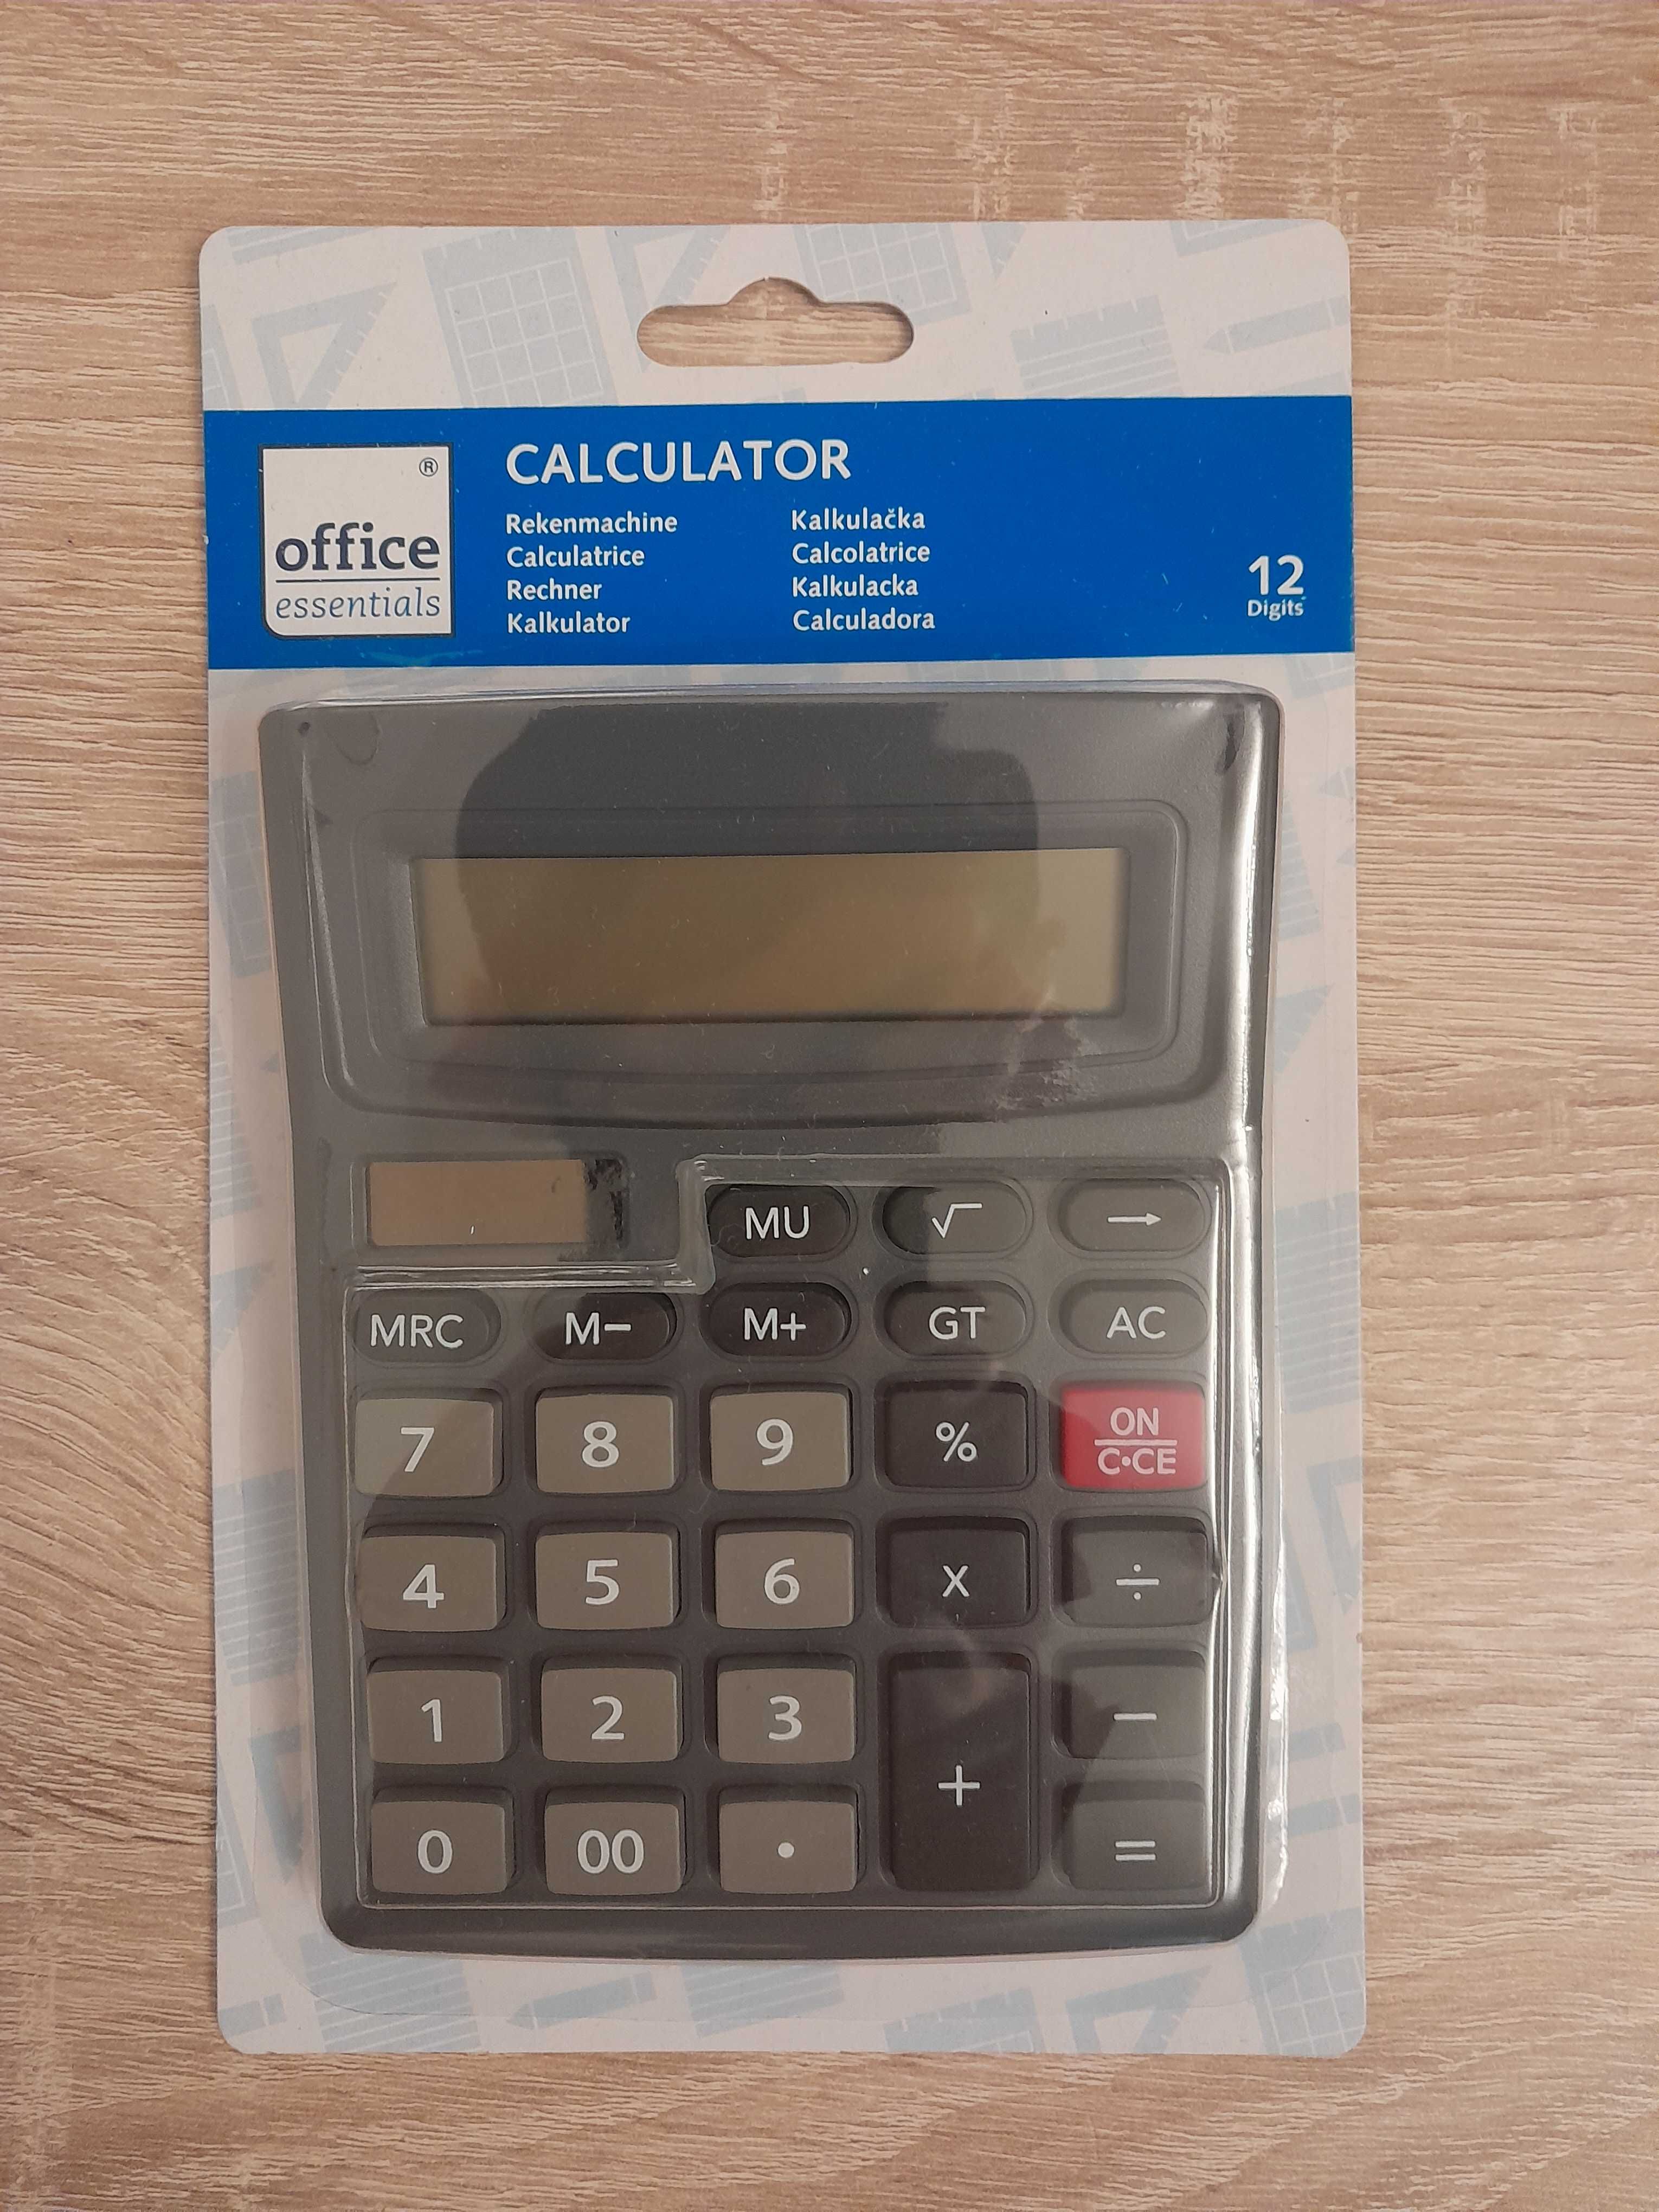 CALCULATOR
®
office
essentials
Rekenmachine
Calculatrice
Rechner
Kalkulator
Kalkulačka
Calcolatrice
Kalkulacka
Calculadora
12
Digits
MU √ →
MRC M− M+ GT AC
7 8 9 % ON
C•CE
4 5 6 x ÷
1 2 3 −
+
0 00 • =